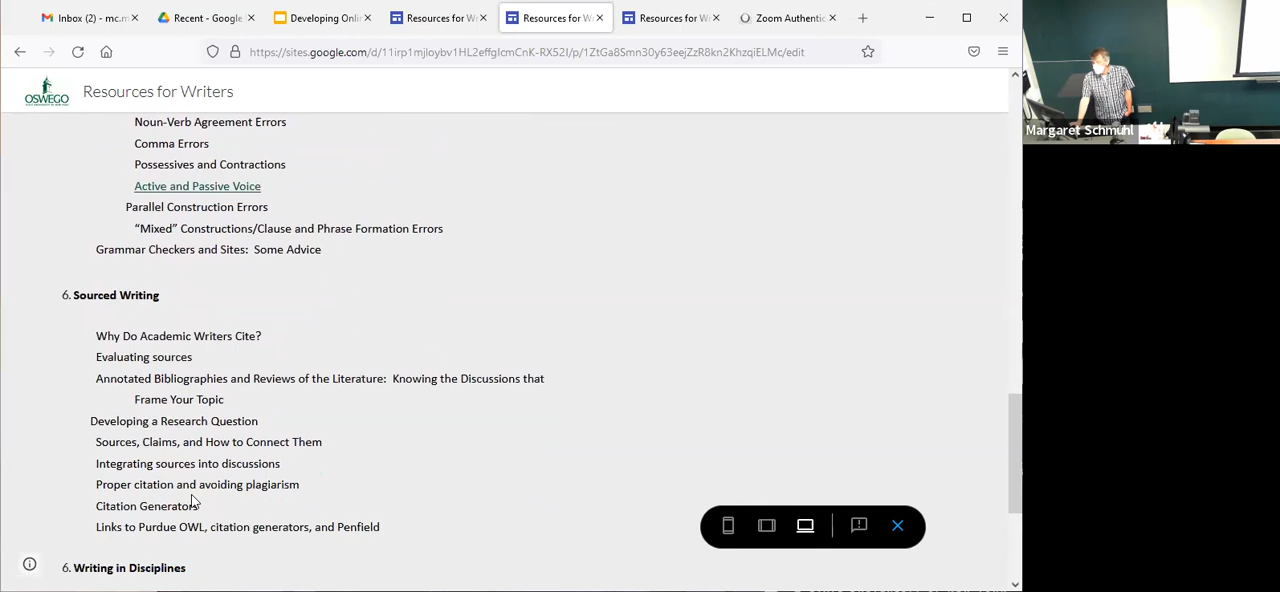 Inbox (2) - mc.m
Recent - Google
Developing Onli
Resources for W
Resources for W
Resources for W
Zoom Authentic
https://sites.google.com/d/11irp1mjloybv1HL2effgIcmCnK-RX52I/p/1ZtGa8Smn30y63eejZzR8kn2KhzqiELMc/edit
OSWEGO
Resources for Writers
Noun-Verb Agreement Errors
Comma Errors
Possessives and Contractions
Active and Passive Voice
Parallel Construction Errors
“Mixed” Constructions/Clause and Phrase Formation Errors
Grammar Checkers and Sites: Some Advice
6. Sourced Writing
Why Do Academic Writers Cite?
Evaluating sources
Annotated Bibliographies and Reviews of the Literature: Knowing the Discussions that
Frame Your Topic
Developing a Research Question
Sources, Claims, and How to Connect Them
Integrating sources into discussions
Proper citation and avoiding plagiarism
Citation Generators
Links to Purdue OWL, citation generators, and Penfield
6. Writing in Disciplines
Margaret Schmuhl